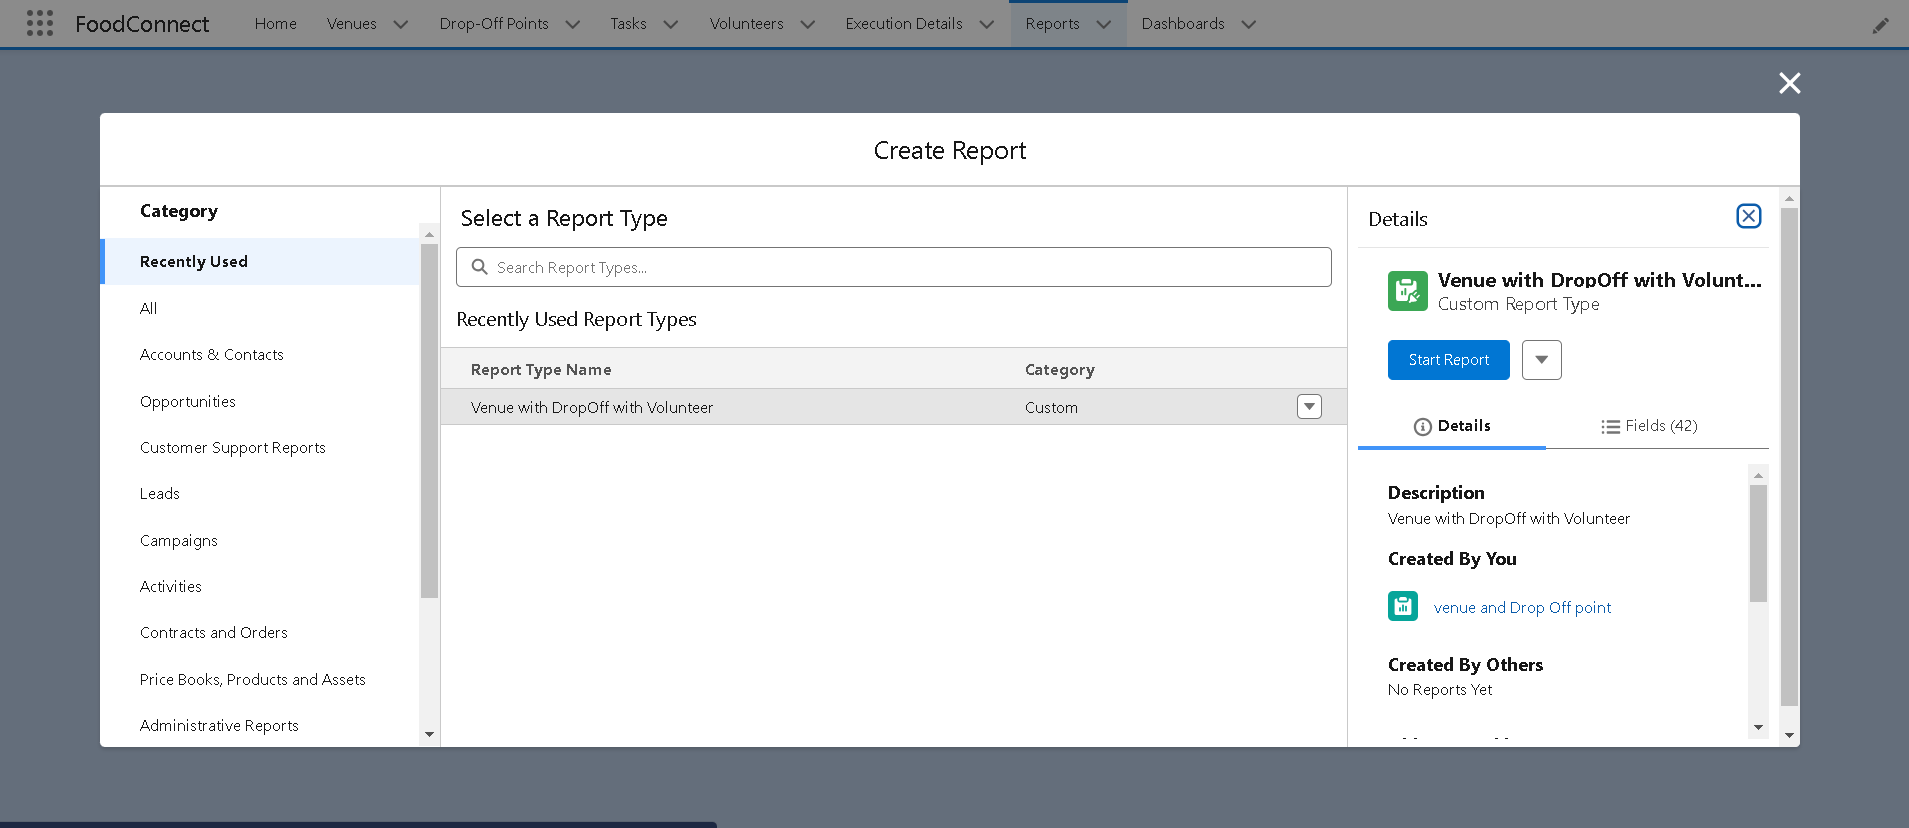 FoodConnect
Home
Venues
Drop-Off Points
Tasks
Volunteers
Execution Details
Reports
Dashboards
Create Report
Category
Recently Used
All
Accounts & Contacts
Opportunities
Customer Support Reports
Leads
Campaigns
Activities
Contracts and Orders
Price Books, Products and Assets
Administrative Reports
Select a Report Type
Search Report Types...
Recently Used Report Types
Report Type Name Category
Venue with DropOff with Volunteer Custom
Details
Venue with DropOff with Volunt...
Custom Report Type
Start Report
Details
Fields (42)
Description
Venue with DropOff with Volunteer
Created By You
venue and Drop Off point
Created By Others
No Reports Yet